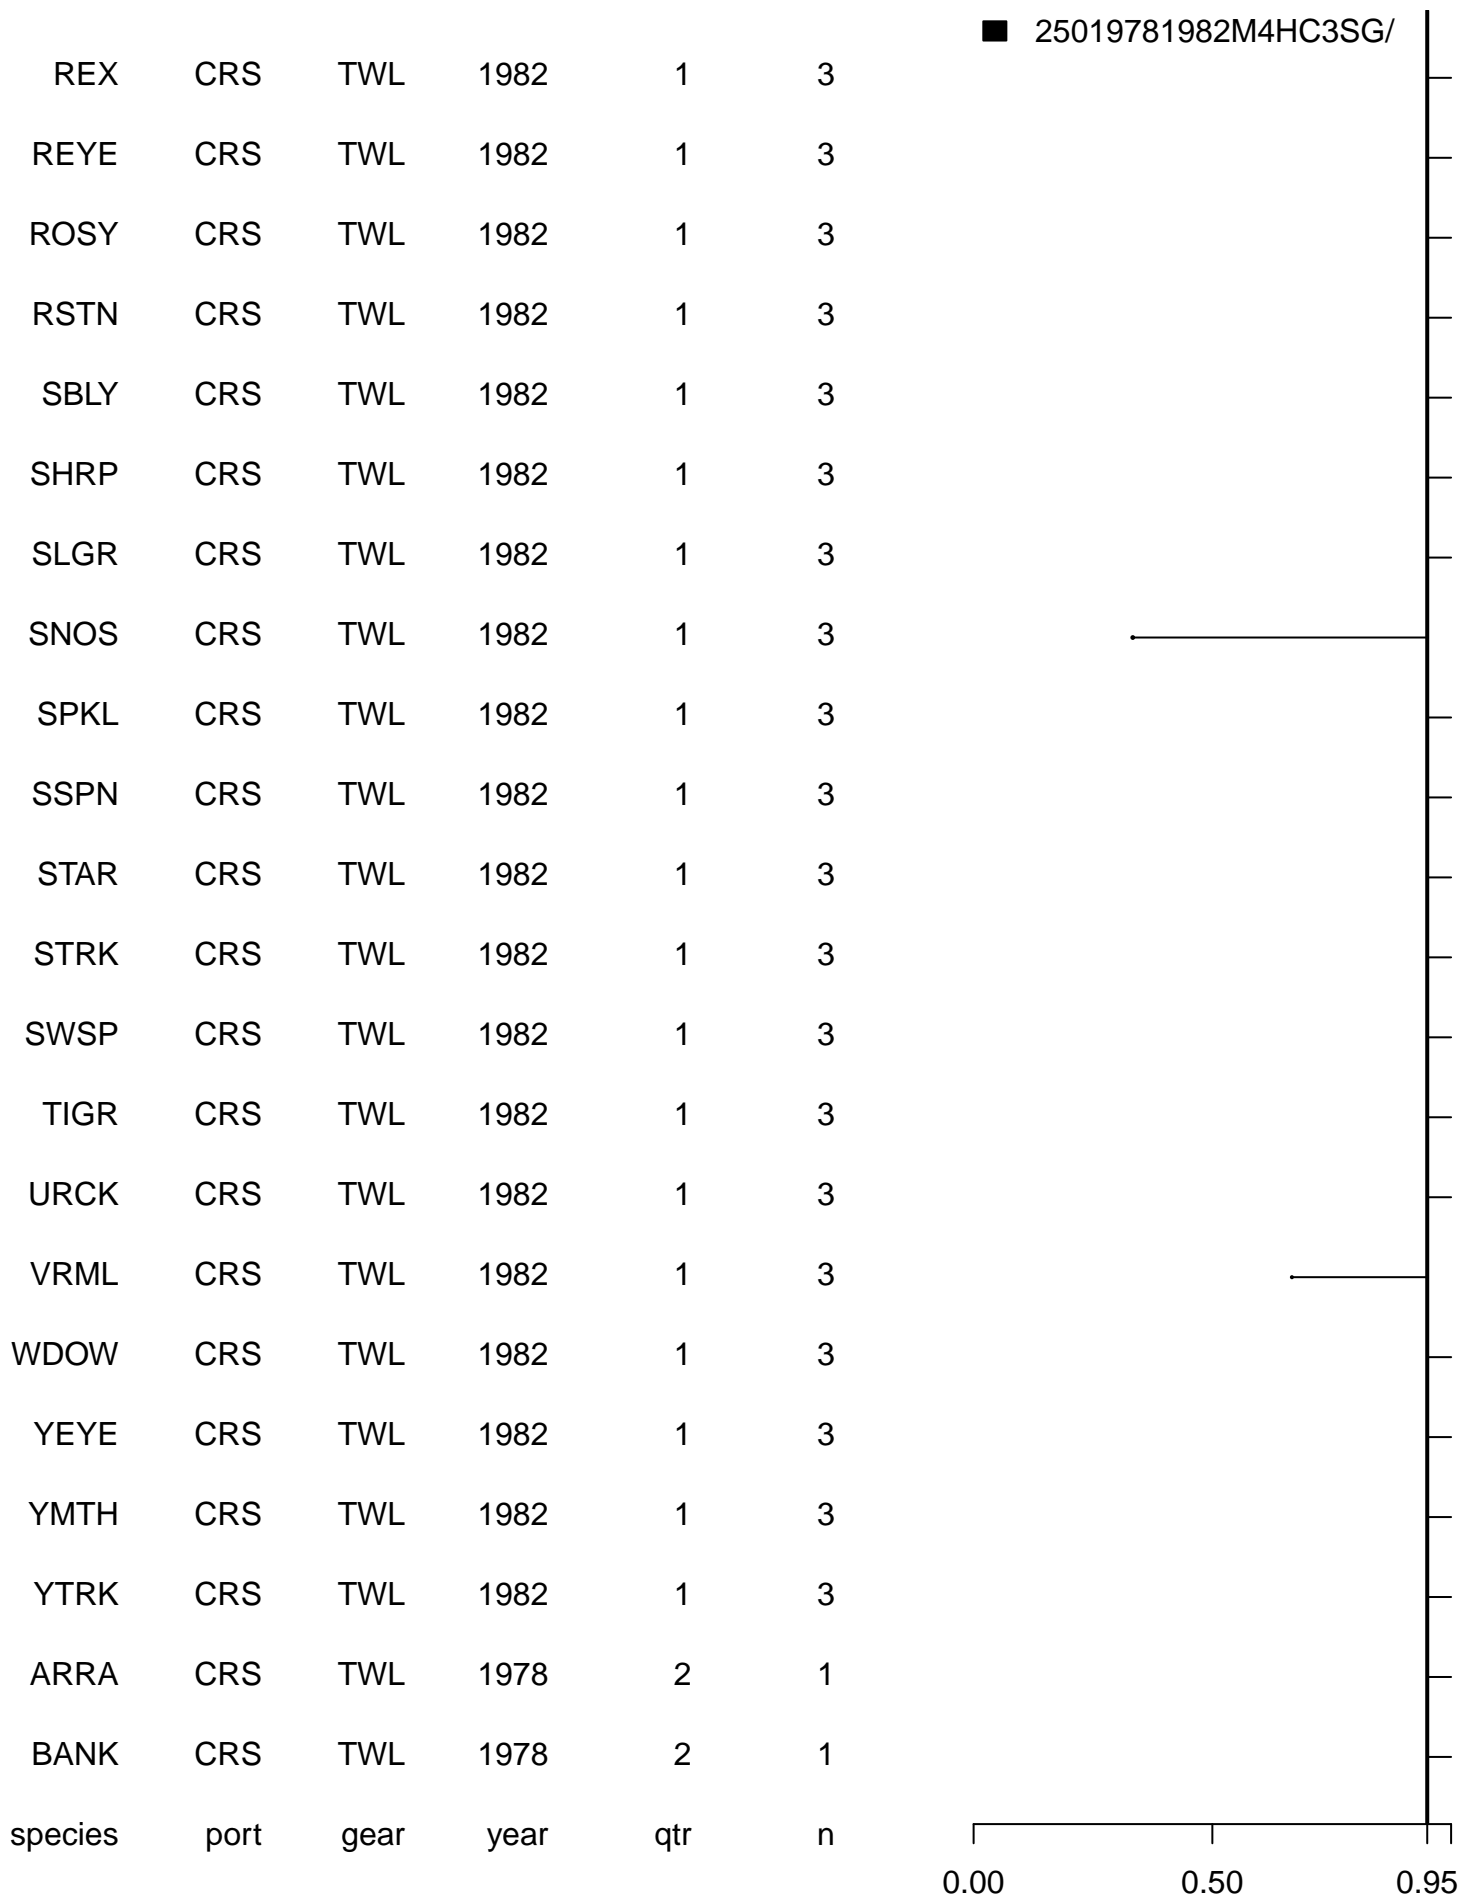 25019781982M4HC3SG/
REX CRS TWL 1982 1 3
REYE CRS TWL 1982 1 3
ROSY CRS TWL 1982 1 3
RSTN CRS TWL 1982 1 3
SBLY CRS TWL 1982 1 3
SHRP CRS TWL 1982 1 3
SLGR CRS TWL 1982 1 3
SNOS CRS TWL 1982 1 3
SPKL CRS TWL 1982 1 3
SSPN CRS TWL 1982 1 3
STAR CRS TWL 1982 1 3
STRK CRS TWL 1982 1 3
SWSP CRS TWL 1982 1 3
TIGR CRS TWL 1982 1 3
URCK CRS TWL 1982 1 3
VRML CRS TWL 1982 1 3
WDOW CRS TWL 1982 1 3
YEYE CRS TWL 1982 1 3
YMTH CRS TWL 1982 1 3
YTRK CRS TWL 1982 1 3
ARRA CRS TWL 1978 2 1
BANK CRS TWL 1978 2 1
species port gear year qtr n
0.00 0.50 0.95